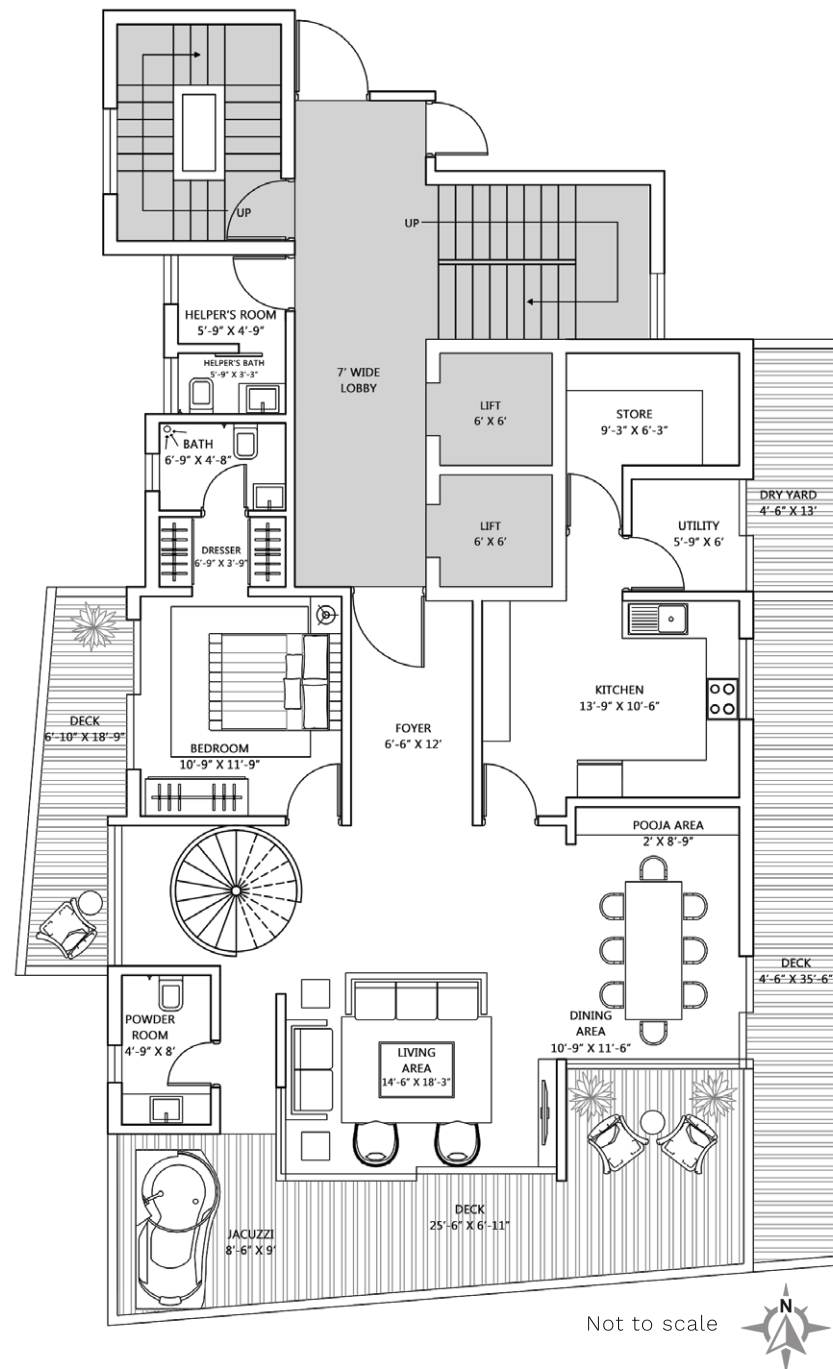 UP
UP
HELPER'S ROOM
5'-9" X 4'-9"
HELPER'S BATH
5'-9" X 3'-3"
7' WIDE
LOBBY
LIFT
6' X 6'
STORE
9'-3" X 6'-3"
BATH
6'-9" X 4'-8"
LIFT
6' X 6'
UTILITY
5'-9" X 6'
DRY YARD
4'-6" X 13'
DRESSER
6'-9" X 3'-9"
DECK
6'-10" X 18'-9"
BEDROOM
10'-9" X 11'-9"
FOYER
6'-6" X 12'
KITCHEN
13'-9" X 10'-6"
POOJA AREA
2' X 8'-9"
DECK
4'-6" X 35'-6"
POWDER
ROOM
4'-9" X 8'
LIVING
AREA
14'-6" X 18'-3"
DINING
AREA
10'-9" X 11'-6"
JACUZZI
8'-6" X 9'
DECK
25'-6" X 6'-11"
Not to scale
N